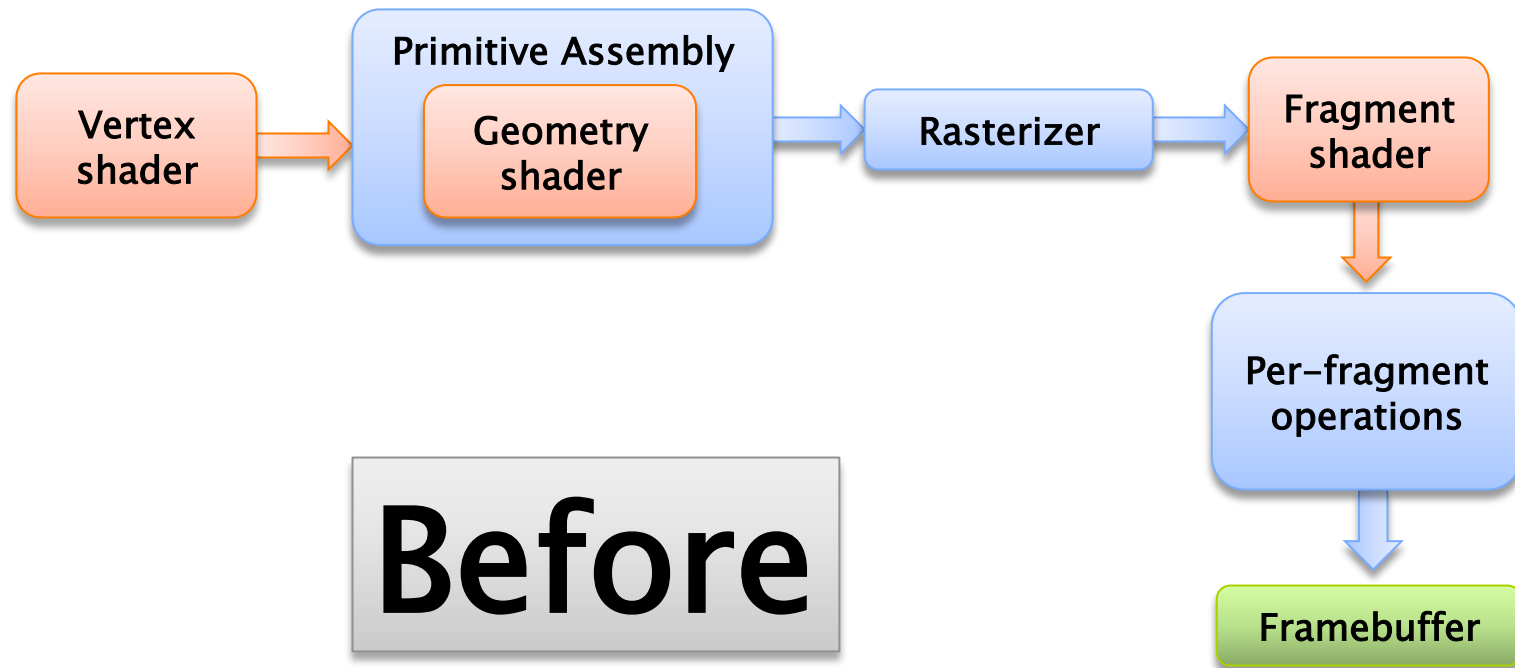 Vertex
shader
Primitive Assembly
Geometry
shader
Rasterizer
Fragment
shader
Per-fragment
operations
Before
Framebuffer